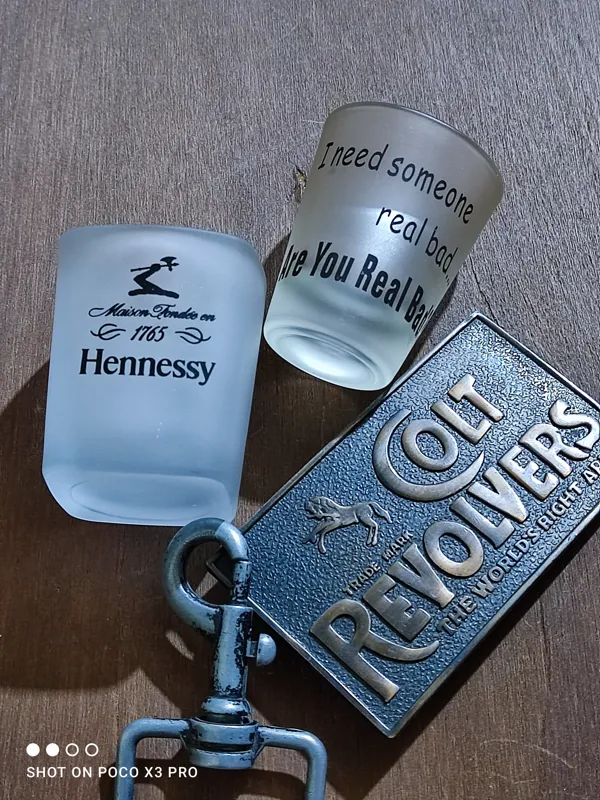 I need someone
real bad...
Are You Real Bad
Maison Fondée en
1765
Hennessy
COLT
REVOLVERS
TRADE MARK
THE WORLD'S RIGHT
SHOT ON POCO X3 PRO